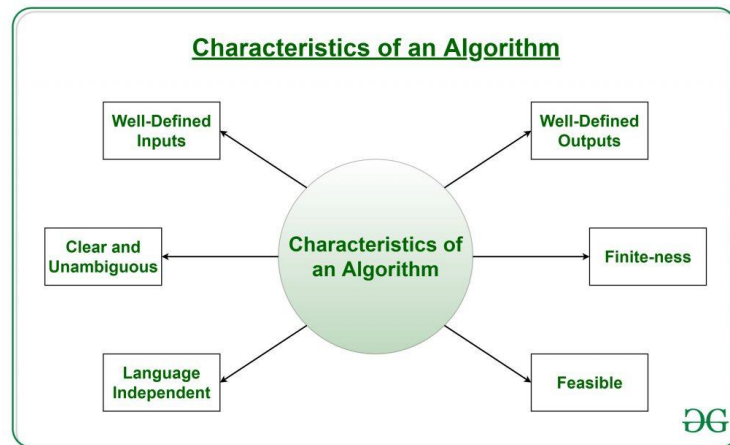 Characteristics of an Algorithm
Well-Defined
Inputs
Well-Defined
Outputs
Clear and
Unambiguous
Characteristics of
an Algorithm
Finite-ness
Language
Independent
Feasible